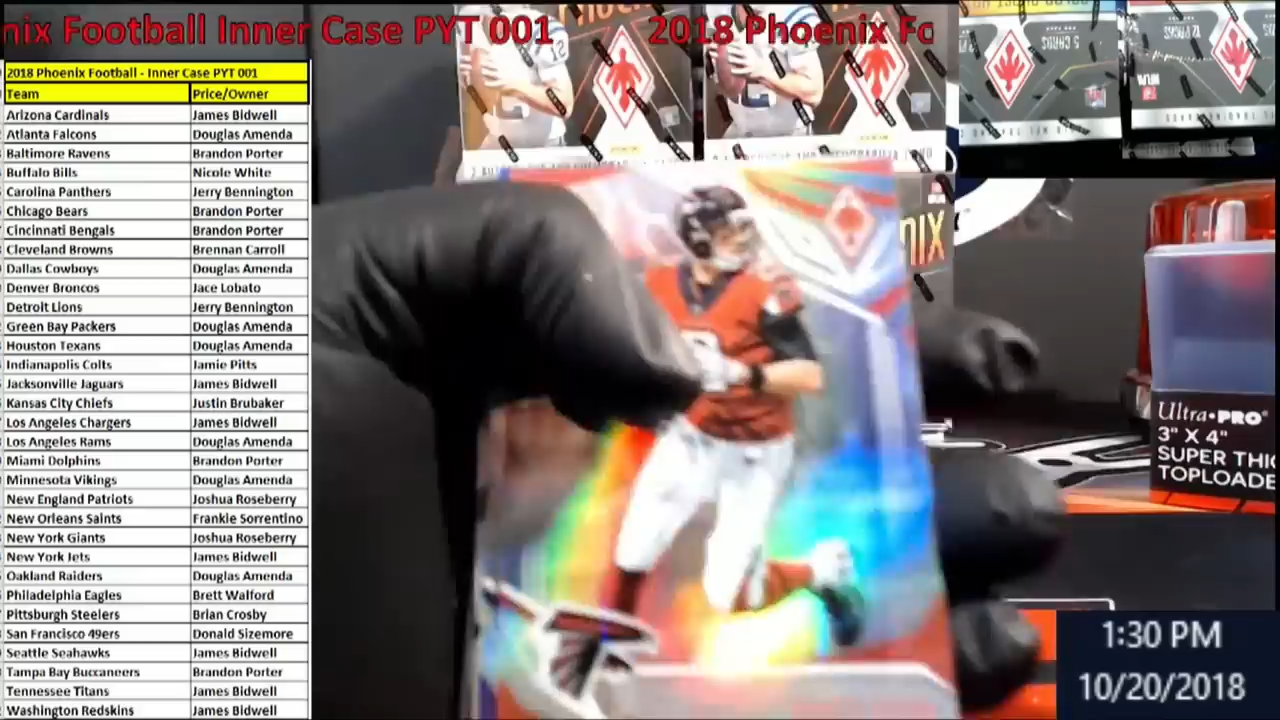 nix Football Inner Case PYT 001 2018 Phoenix Fo
2018 Phoenix Football - Inner Case PYT 001
Team Price/Owner
Arizona Cardinals James Bidwell
Atlanta Falcons Douglas Amenda
Baltimore Ravens Brandon Porter
Buffalo Bills Nicole White
Carolina Panthers Jerry Bennington
Chicago Bears Brandon Porter
Cincinnati Bengals Brandon Porter
Cleveland Browns Brennan Carroll
Dallas Cowboys Douglas Amenda
Denver Broncos Jace Lobato
Detroit Lions Jerry Bennington
Green Bay Packers Douglas Amenda
Houston Texans Douglas Amenda
Indianapolis Colts Jamie Pitts
Jacksonville Jaguars James Bidwell
Kansas City Chiefs Justin Brubaker
Los Angeles Chargers James Bidwell
Los Angeles Rams Douglas Amenda
Miami Dolphins Brandon Porter
Minnesota Vikings Douglas Amenda
New England Patriots Joshua Roseberry
New Orleans Saints Frankie Sorrentino
New York Giants Joshua Roseberry
New York Jets James Bidwell
Oakland Raiders Douglas Amenda
Philadelphia Eagles Brett Walford
Pittsburgh Steelers Brian Crosby
San Francisco 49ers Donald Sizemore
Seattle Seahawks James Bidwell
Tampa Bay Buccaneers Brandon Porter
Tennessee Titans James Bidwell
Washington Redskins James Bidwell
NIX
Ultra•PRO
3" X 4"
SUPER THIC
TOPLOADE
1:30 PM
10/20/2018